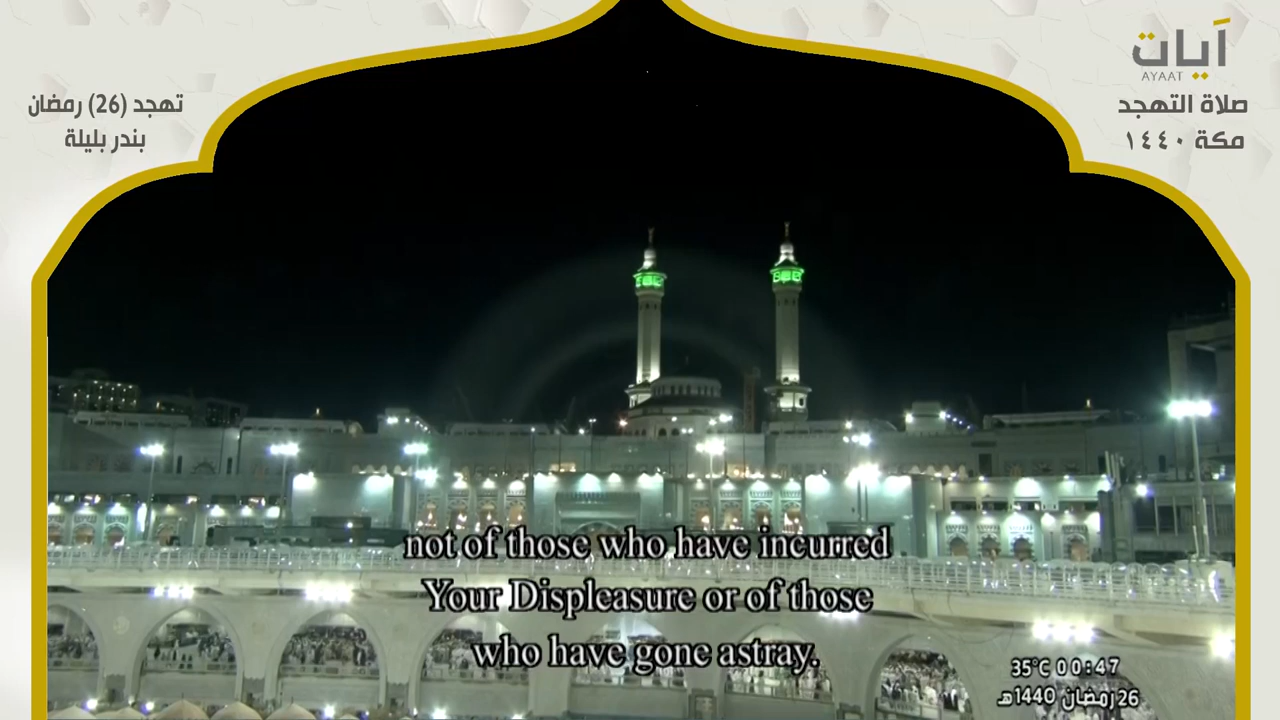 آيات
AYAAT
صلاة التهجد
مكة ١٤٤٠
تهجد (26) رمضان
بندر بليلة
not of those who have incurred
Your Displeasure or of those
who have gone astray.
35°C 00:47
26 رمضان 1440هـ